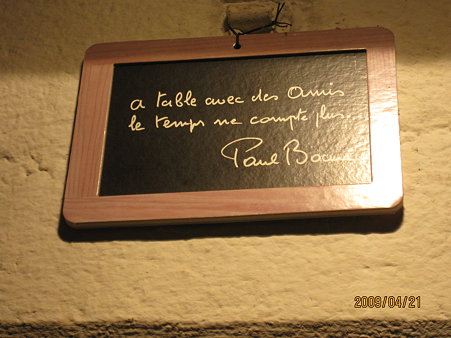 a table avec des amis
le temps ne compte plus...
Paul Bocuse
2009/04/21